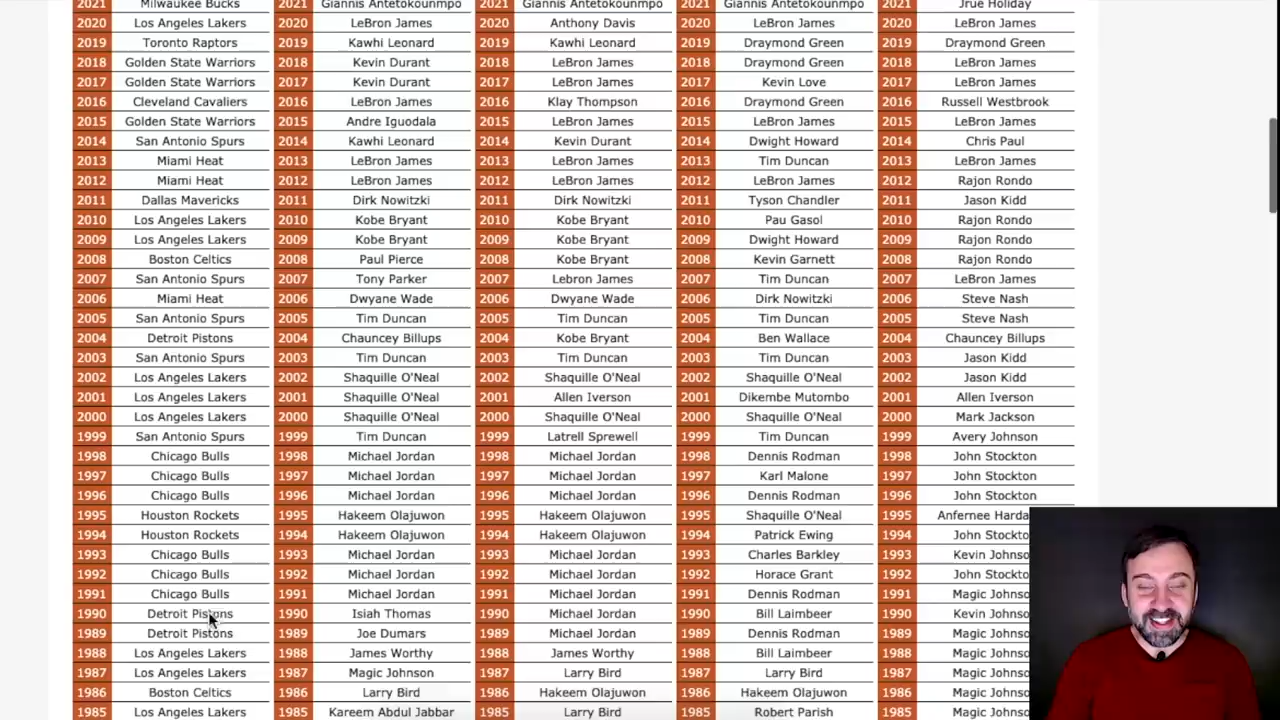 2021 Milwaukee Bucks 2021 Giannis Antetokounmpo 2021 Giannis Antetokounmpo 2021 Giannis Antetokounmpo 2021 Jrue Holiday
2020 Los Angeles Lakers 2020 LeBron James 2020 Anthony Davis 2020 LeBron James 2020 LeBron James
2019 Toronto Raptors 2019 Kawhi Leonard 2019 Kawhi Leonard 2019 Draymond Green 2019 Draymond Green
2018 Golden State Warriors 2018 Kevin Durant 2018 LeBron James 2018 Draymond Green 2018 LeBron James
2017 Golden State Warriors 2017 Kevin Durant 2017 LeBron James 2017 Kevin Love 2017 LeBron James
2016 Cleveland Cavaliers 2016 LeBron James 2016 Klay Thompson 2016 Draymond Green 2016 Russell Westbrook
2015 Golden State Warriors 2015 Andre Iguodala 2015 LeBron James 2015 LeBron James 2015 LeBron James
2014 San Antonio Spurs 2014 Kawhi Leonard 2014 Kevin Durant 2014 Dwight Howard 2014 Chris Paul
2013 Miami Heat 2013 LeBron James 2013 LeBron James 2013 Tim Duncan 2013 LeBron James
2012 Miami Heat 2012 LeBron James 2012 LeBron James 2012 LeBron James 2012 Rajon Rondo
2011 Dallas Mavericks 2011 Dirk Nowitzki 2011 Dirk Nowitzki 2011 Tyson Chandler 2011 Jason Kidd
2010 Los Angeles Lakers 2010 Kobe Bryant 2010 Kobe Bryant 2010 Pau Gasol 2010 Rajon Rondo
2009 Los Angeles Lakers 2009 Kobe Bryant 2009 Kobe Bryant 2009 Dwight Howard 2009 Rajon Rondo
2008 Boston Celtics 2008 Paul Pierce 2008 Kobe Bryant 2008 Kevin Garnett 2008 Rajon Rondo
2007 San Antonio Spurs 2007 Tony Parker 2007 Lebron James 2007 Tim Duncan 2007 LeBron James
2006 Miami Heat 2006 Dwyane Wade 2006 Dwyane Wade 2006 Dirk Nowitzki 2006 Steve Nash
2005 San Antonio Spurs 2005 Tim Duncan 2005 Tim Duncan 2005 Tim Duncan 2005 Steve Nash
2004 Detroit Pistons 2004 Chauncey Billups 2004 Kobe Bryant 2004 Ben Wallace 2004 Chauncey Billups
2003 San Antonio Spurs 2003 Tim Duncan 2003 Tim Duncan 2003 Tim Duncan 2003 Jason Kidd
2002 Los Angeles Lakers 2002 Shaquille O'Neal 2002 Shaquille O'Neal 2002 Shaquille O'Neal 2002 Jason Kidd
2001 Los Angeles Lakers 2001 Shaquille O'Neal 2001 Allen Iverson 2001 Dikembe Mutombo 2001 Allen Iverson
2000 Los Angeles Lakers 2000 Shaquille O'Neal 2000 Shaquille O'Neal 2000 Shaquille O'Neal 2000 Mark Jackson
1999 San Antonio Spurs 1999 Tim Duncan 1999 Latrell Sprewell 1999 Tim Duncan 1999 Avery Johnson
1998 Chicago Bulls 1998 Michael Jordan 1998 Michael Jordan 1998 Dennis Rodman 1998 John Stockton
1997 Chicago Bulls 1997 Michael Jordan 1997 Michael Jordan 1997 Karl Malone 1997 John Stockton
1996 Chicago Bulls 1996 Michael Jordan 1996 Michael Jordan 1996 Dennis Rodman 1996 John Stockton
1995 Houston Rockets 1995 Hakeem Olajuwon 1995 Hakeem Olajuwon 1995 Shaquille O'Neal 1995 Anfernee Harda
1994 Houston Rockets 1994 Hakeem Olajuwon 1994 Hakeem Olajuwon 1994 Patrick Ewing 1994 John Stockto
1993 Chicago Bulls 1993 Michael Jordan 1993 Michael Jordan 1993 Charles Barkley 1993 Kevin Johnso
1992 Chicago Bulls 1992 Michael Jordan 1992 Michael Jordan 1992 Horace Grant 1992 John Stockto
1991 Chicago Bulls 1991 Michael Jordan 1991 Michael Jordan 1991 Dennis Rodman 1991 Magic Johnso
1990 Detroit Pistons 1990 Isiah Thomas 1990 Michael Jordan 1990 Bill Laimbeer 1990 Kevin Johnso
1989 Detroit Pistons 1989 Joe Dumars 1989 Michael Jordan 1989 Dennis Rodman 1989 Magic Johnso
1988 Los Angeles Lakers 1988 James Worthy 1988 James Worthy 1988 Bill Laimbeer 1988 Magic Johnso
1987 Los Angeles Lakers 1987 Magic Johnson 1987 Larry Bird 1987 Larry Bird 1987 Magic Johnso
1986 Boston Celtics 1986 Larry Bird 1986 Hakeem Olajuwon 1986 Hakeem Olajuwon 1986 Magic Johnso
1985 Los Angeles Lakers 1985 Kareem Abdul Jabbar 1985 Larry Bird 1985 Robert Parish 1985 Magic Johnso